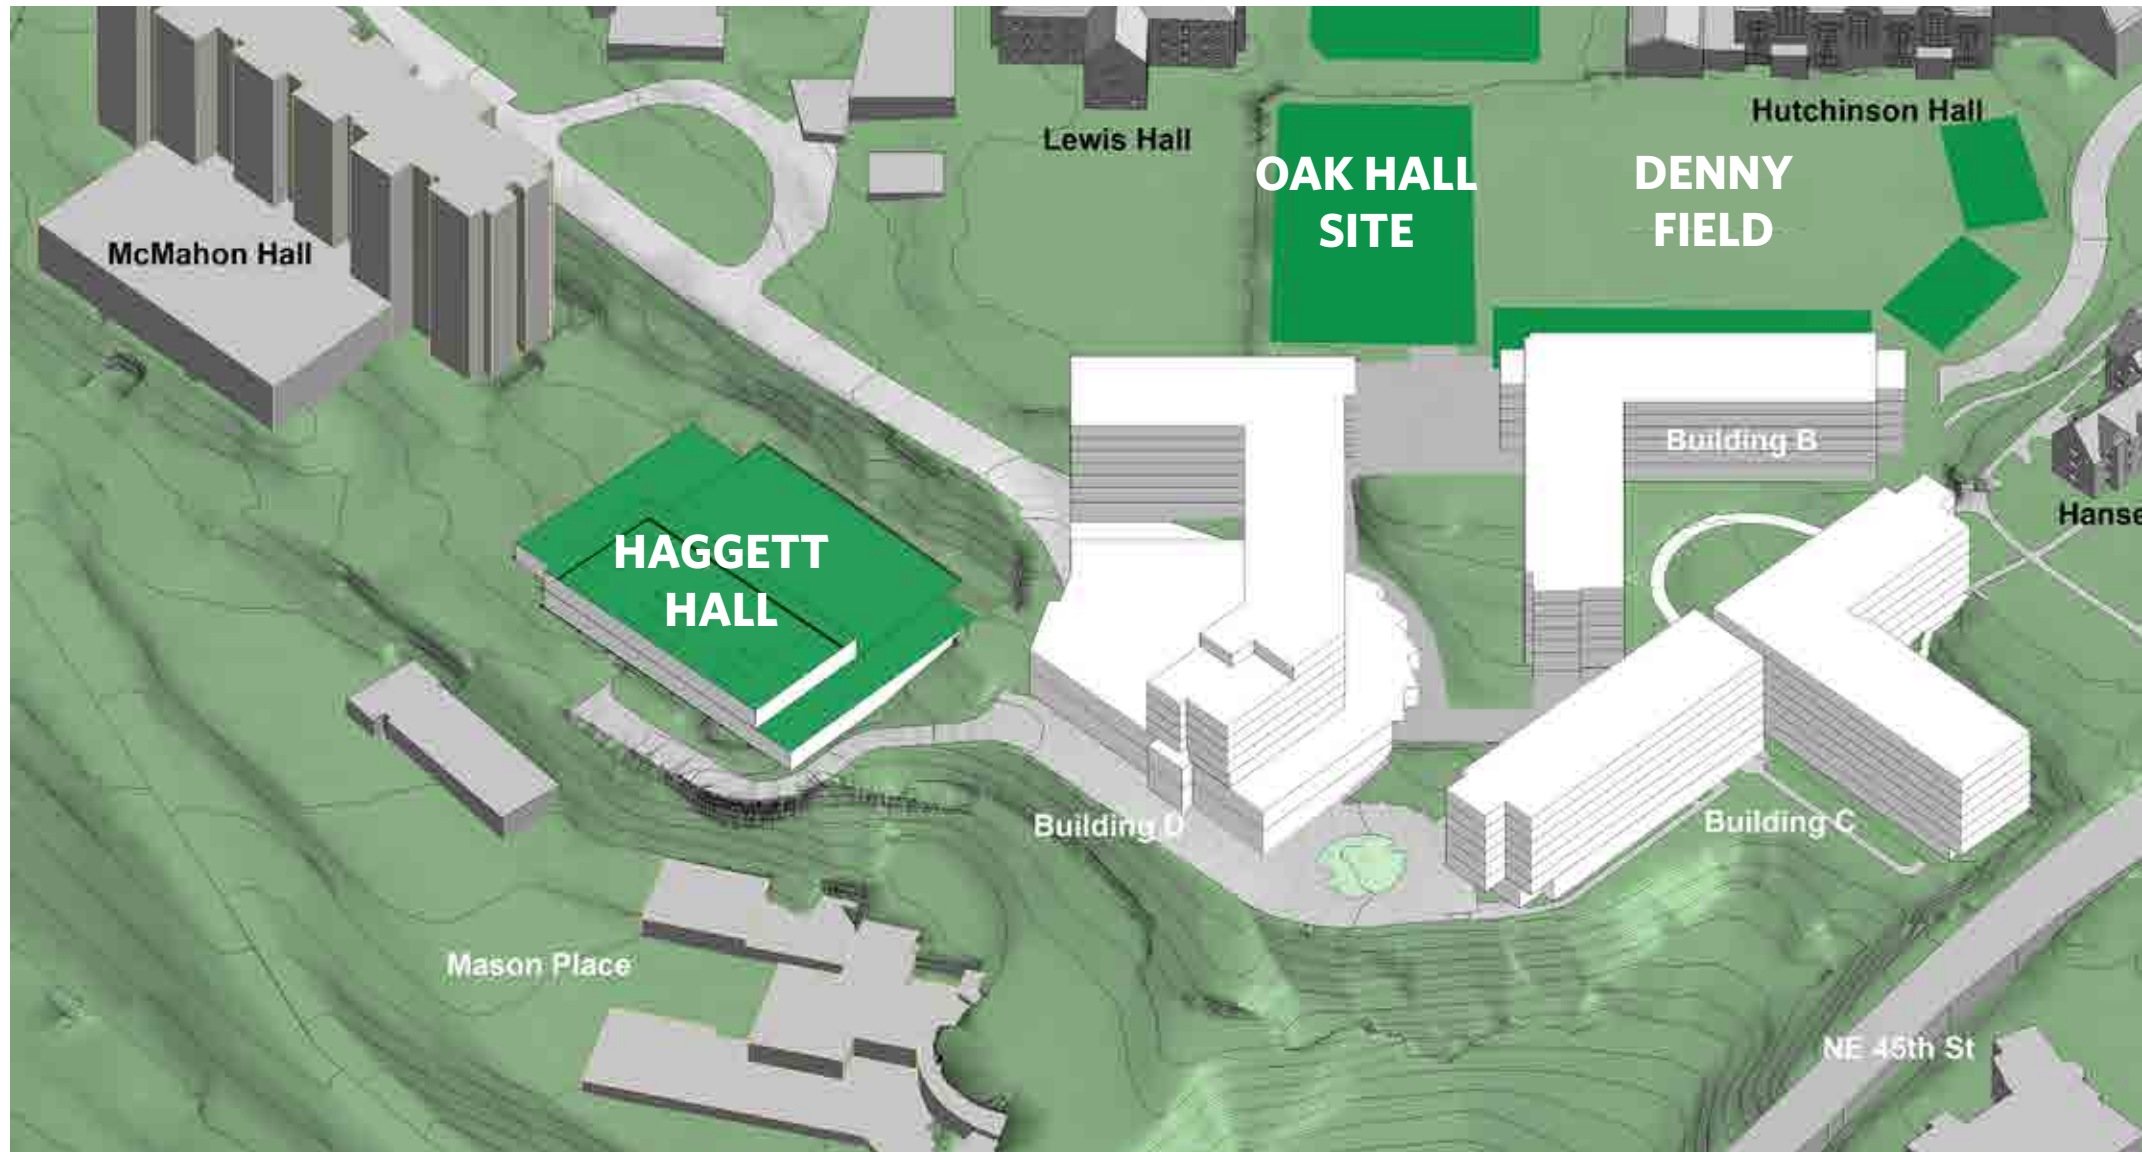 Hutchinson Hall
Lewis Hall
OAK HALL
SITE
DENNY
FIELD
McMahon Hall
Building B
Hanse
HAGGETT
HALL
Building D
Building C
Mason Place
NE 45th St